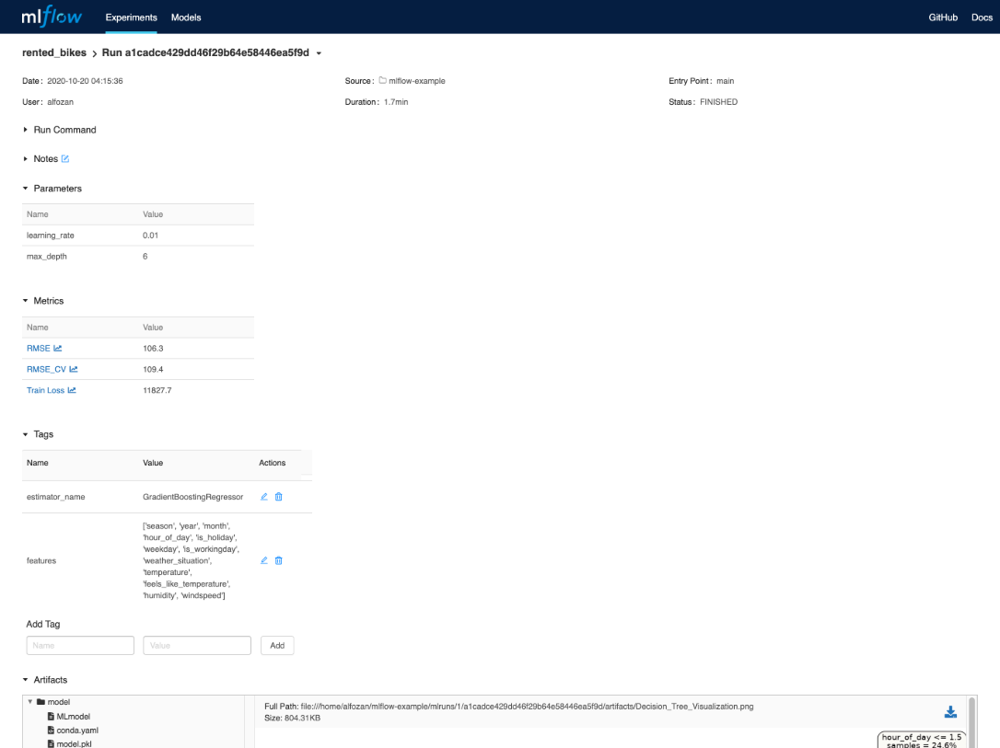 mlflow Experiments Models GitHub Docs
rented_bikes > Run a1cadce429dd46f29b64e58446ea5f9d
Date: 2020-10-20 04:15:36 Source: mlflow-example Entry Point: main
User: alfozan Duration: 1.7min Status: FINISHED
Run Command
Notes
Parameters
Name Value
learning_rate 0.01
max_depth 6
Metrics
Name Value
RMSE 106.3
RMSE_CV 109.4
Train Loss 11827.7
Tags
Name Value Actions
estimator_name GradientBoostingRegressor
features
['season', 'year', 'month',
'hour_of_day', 'is_holiday',
'weekday', 'is_workingday',
'weather_situation',
'temperature',
'feels_like_temperature',
'humidity', 'windspeed']
Add Tag
Name Value Add
Artifacts
model
MLmodel
conda.yaml
model.pkl
Full Path: file:///home/alfozan/mlflow-example/mlruns/1/a1cadce429dd46f29b64e58446ea5f9d/artifacts/Decision_Tree_Visualization.png
Size: 804.31KB
hour_of_day <= 1.5
samples = 24.6%